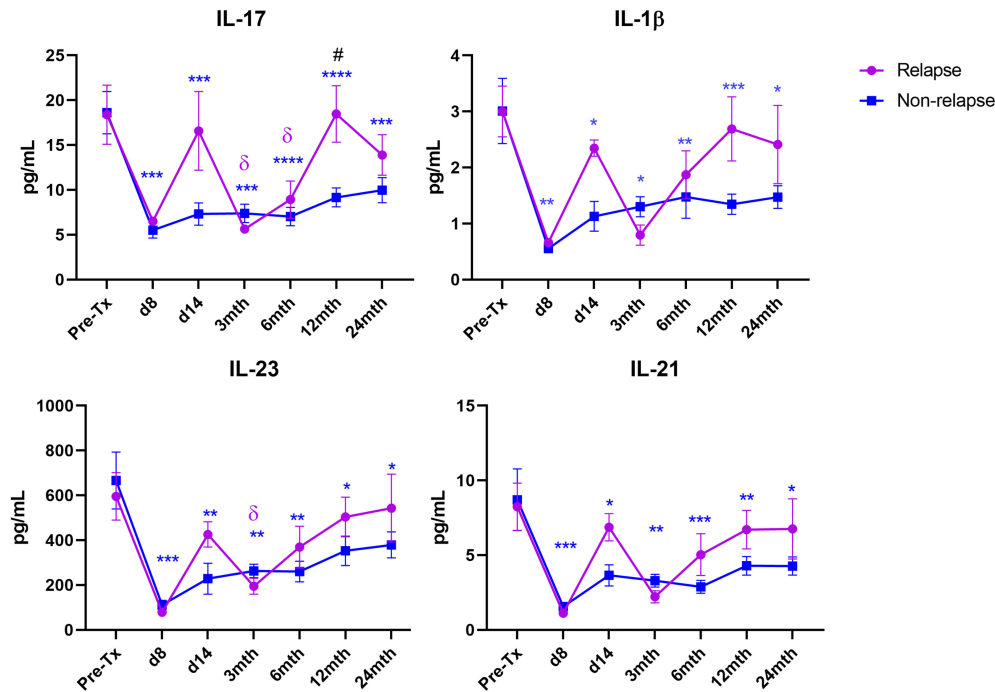 IL-17
25
20
15
10
5
0
pg/mL
***
***
δ
***
δ
****
#
****
***
Pre-Tx
d8
d14
3mth
6mth
12mth
24mth
IL-1β
4
3
2
1
0
pg/mL
**
*
*
**
***
*
Pre-Tx
d8
d14
3mth
6mth
12mth
24mth
Relapse
Non-relapse
IL-23
1000
800
600
400
200
0
pg/mL
***
**
δ
**
**
*
*
Pre-Tx
d8
d14
3mth
6mth
12mth
24mth
IL-21
15
10
5
0
pg/mL
***
*
**
***
**
*
Pre-Tx
d8
d14
3mth
6mth
12mth
24mth